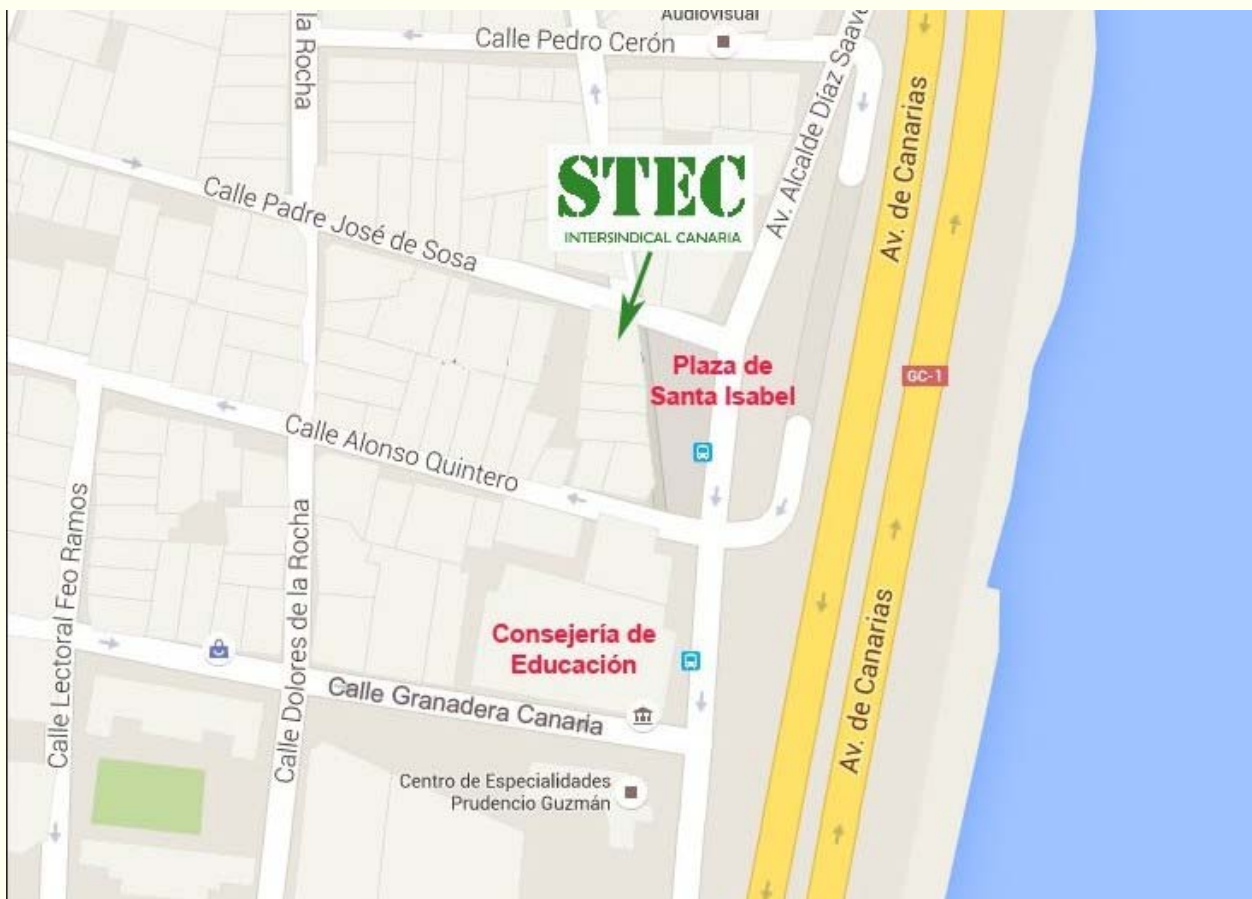 Audiovisual
Calle Pedro Cerón
la Rocha
Av. Alcalde Díaz Saave
Av. de Canarias
STEC
INTERSINDICAL CANARIA
Calle Padre José de Sosa
Plaza de
Santa Isabel
GC-1
Calle Alonso Quintero
Calle Lectoral Feo Ramos
Calle Dolores de la Rocha
Consejería de
Educación
Calle Granadera Canaria
Av. de Canarias
Centro de Especialidades
Prudencio Guzmán